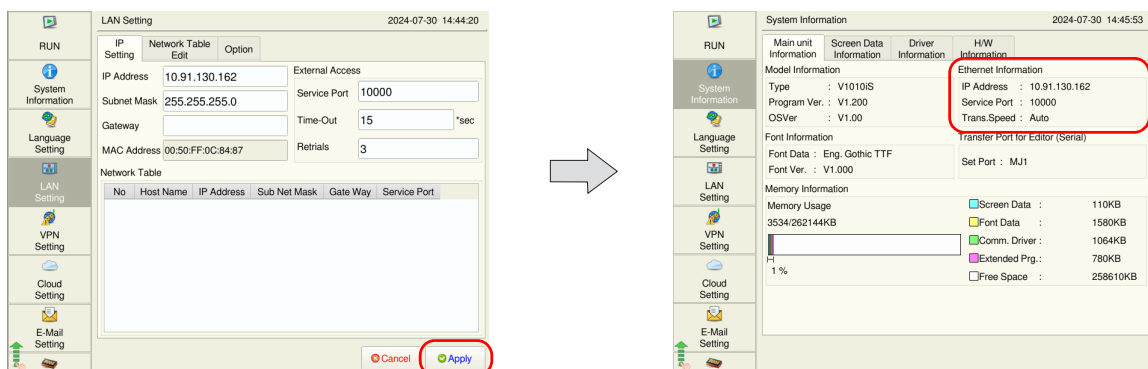 LAN Setting 2024-07-30 14:44:20
RUN
System
Information
Language
Setting
LAN
Setting
VPN
Setting
Cloud
Setting
E-Mail
Setting
IP
Setting
Network Table
Edit
Option
IP Address 10.91.130.162
Subnet Mask 255.255.255.0
Gateway
MAC Address 00:50:FF:0C:84:87
External Access
Service Port 10000
Time-Out 15 *sec
Retrials 3
Network Table
No Host Name IP Address Sub Net Mask Gate Way Service Port
Cancel Apply
System Information 2024-07-30 14:45:53
RUN
System
Information
Language
Setting
LAN
Setting
VPN
Setting
Cloud
Setting
E-Mail
Setting
Main unit
Information
Screen Data
Information
Driver
Information
H/W
Information
Model Information
Type : V1010iS
Program Ver. : V1.200
OSVer : V1.00
Ethernet Information
IP Address : 10.91.130.162
Service Port : 10000
Trans.Speed : Auto
Font Information
Font Data : Eng. Gothic TTF
Font Ver. : V1.000
Transfer Port for Editor (Serial)
Set Port : MJ1
Memory Information
Memory Usage
3534/262144KB
1 %
Screen Data : 110KB
Font Data : 1580KB
Comm. Driver : 1064KB
Extended Prg.: 780KB
Free Space : 258610KB